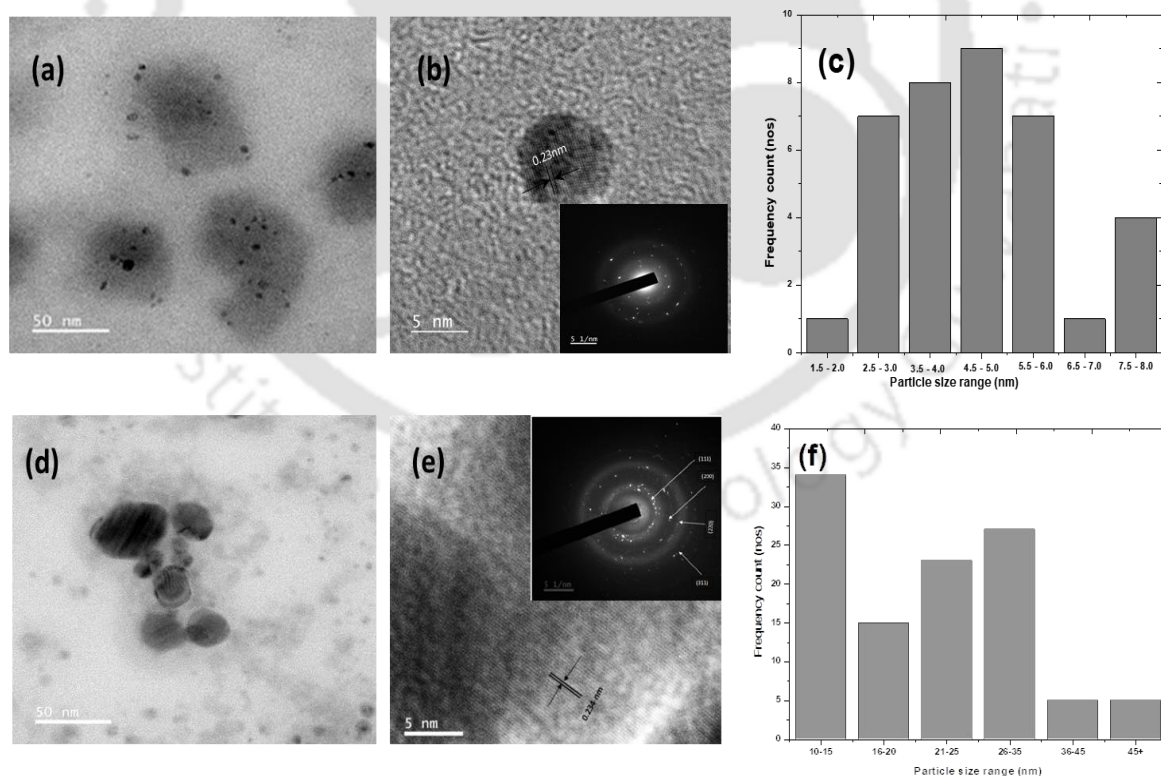 (a)
50 nm
(b)
0.23nm
5 nm
5 1/nm
(c)
Frequency count (nos)
10
8
6
4
2
0
1.5 - 2.0 2.5 - 3.0 3.5 - 4.0 4.5 - 5.0 5.5 - 6.0 6.5 - 7.0 7.5 - 8.0
Particle size range (nm)
(d)
50 nm
(e)
(111)
(200)
(220)
(311)
5 1/nm
0.234 nm
5 nm
(f)
Frequency count (nos)
40
35
30
25
20
15
10
5
0
10-15 16-20 21-25 26-35 36-45 45+
Particle size range (nm)